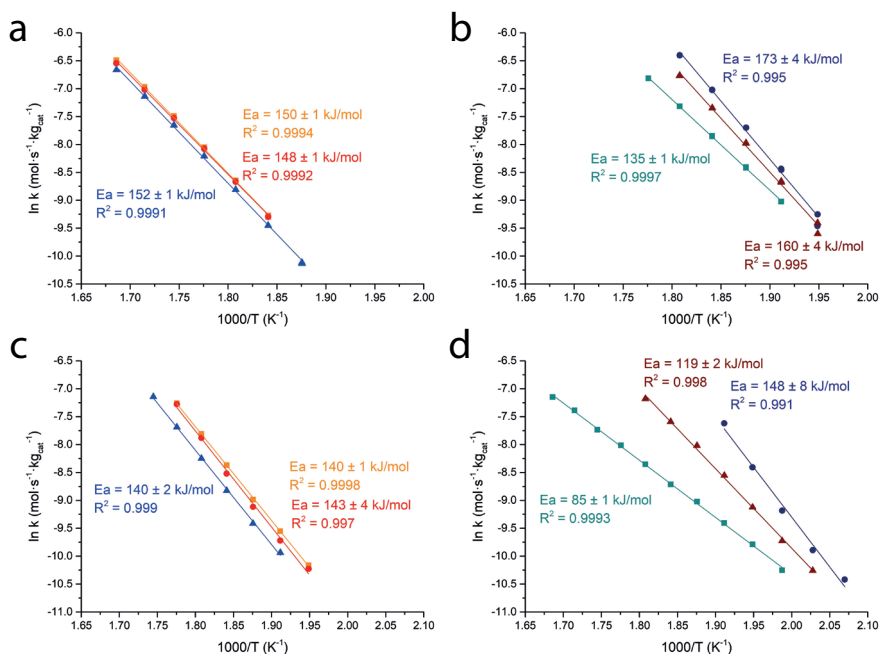 a
-6.0
-6.5
-7.0
-7.5
-8.0
-8.5
-9.0
-9.5
-10.0
-10.5
ln k (mol·s⁻¹·kg_cat⁻¹)
Ea = 150 ± 1 kJ/mol
R² = 0.9994
Ea = 148 ± 1 kJ/mol
R² = 0.9992
Ea = 152 ± 1 kJ/mol
R² = 0.9991
1.65 1.70 1.75 1.80 1.85 1.90 1.95 2.00
1000/T (K⁻¹)
b
-6.0
-6.5
-7.0
-7.5
-8.0
-8.5
-9.0
-9.5
-10.0
-10.5
ln k (mol·s⁻¹·kg_cat⁻¹)
Ea = 173 ± 4 kJ/mol
R² = 0.995
Ea = 135 ± 1 kJ/mol
R² = 0.9997
Ea = 160 ± 4 kJ/mol
R² = 0.995
1.65 1.70 1.75 1.80 1.85 1.90 1.95 2.00
1000/T (K⁻¹)
c
-6.5
-7.0
-7.5
-8.0
-8.5
-9.0
-9.5
-10.0
-10.5
-11.0
ln k (mol·s⁻¹·kg_cat⁻¹)
Ea = 140 ± 1 kJ/mol
R² = 0.9998
Ea = 140 ± 2 kJ/mol
R² = 0.999
Ea = 143 ± 4 kJ/mol
R² = 0.997
1.65 1.70 1.75 1.80 1.85 1.90 1.95 2.00 2.05 2.10
1000/T (K⁻¹)
d
-6.5
-7.0
-7.5
-8.0
-8.5
-9.0
-9.5
-10.0
-10.5
-11.0
ln k (mol·s⁻¹·kg_cat⁻¹)
Ea = 119 ± 2 kJ/mol
R² = 0.998
Ea = 148 ± 8 kJ/mol
R² = 0.991
Ea = 85 ± 1 kJ/mol
R² = 0.9993
1.65 1.70 1.75 1.80 1.85 1.90 1.95 2.00 2.05 2.10
1000/T (K⁻¹)